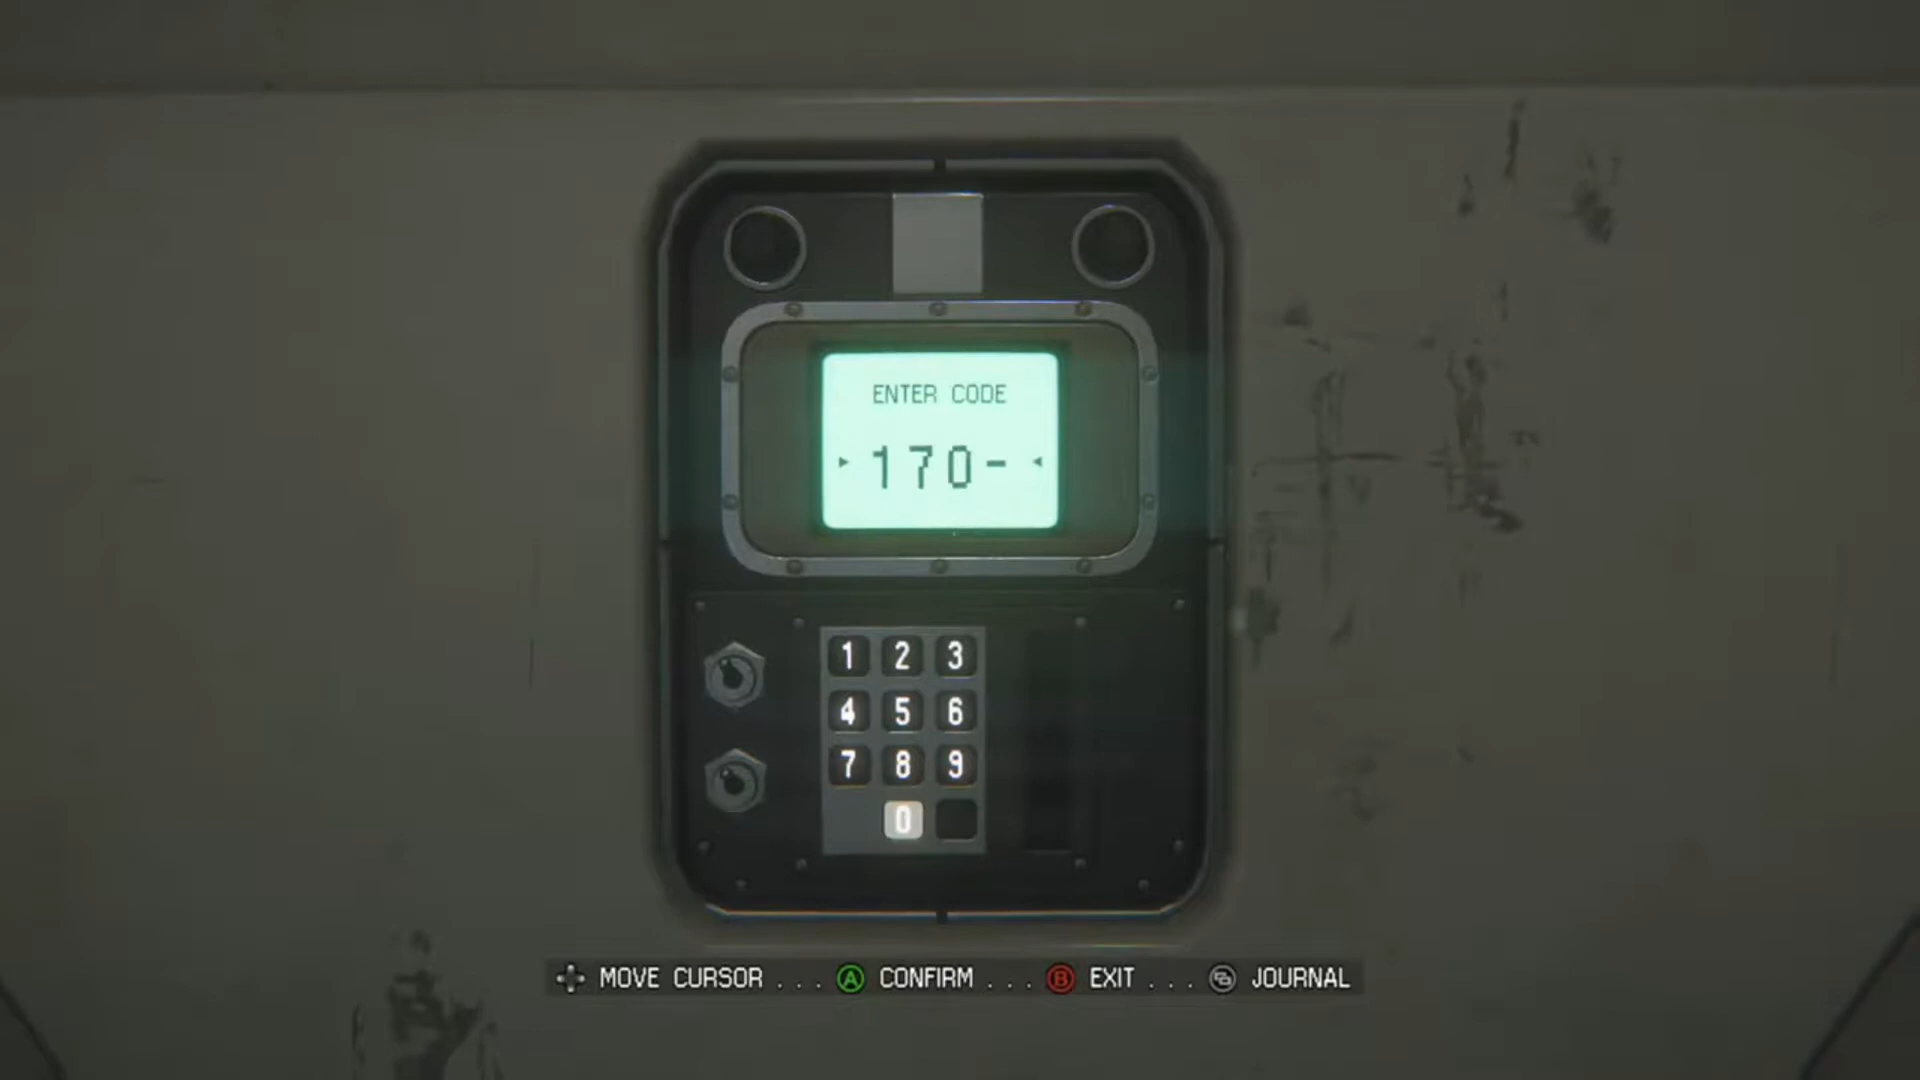 ENTER CODE
▸ 170- ◂
1 2 3
4 5 6
7 8 9
0
MOVE CURSOR ... A CONFIRM ... B EXIT ... JOURNAL